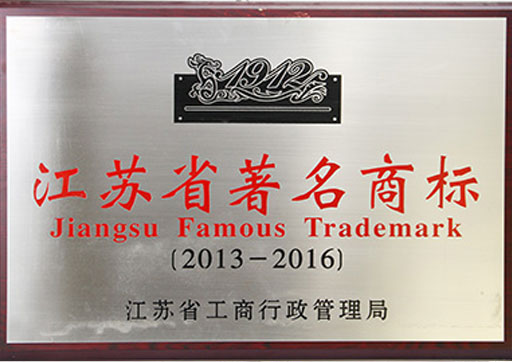 1912
江苏省著名商标
Jiangsu Famous Trademark
(2013-2016)
江苏省工商行政管理局